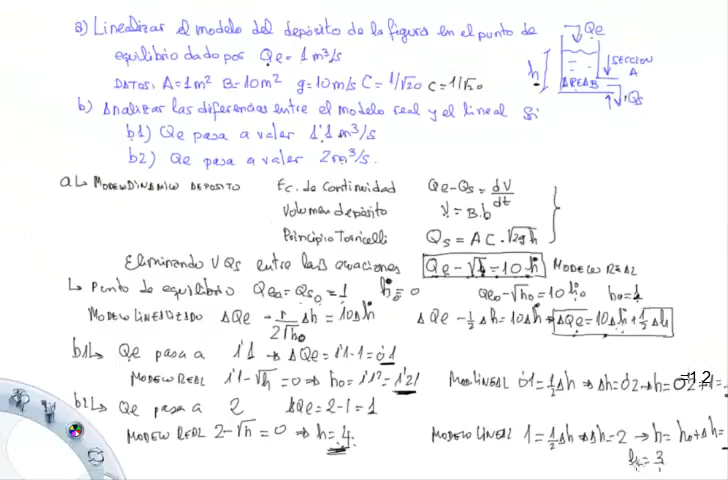 a) Linealizar el modelo del depósito de la figura en el punto de
equilibrio dado por Qe = 1 m³/s
DATOS: A=1m² B=10m² g=10m/s C=1/√20 C=1/√20
b) Analizar las diferencias entre el modelo real y el lineal si
b1) Qe pasa a valer 1'1 m³/s
b2) Qe pasa a valer 2m³/s.
Qe
h
SECCION
A
AREA B
Qs
a) MODELO DINAMICO DEPOSITO Ec. de Continuidad Qe-Qs = dV/dt
Volumen depósito V = B.h
Principio Torricelli Qs = AC·√2gh
Eliminando V Qs entre las 3 ecuaciones Qe - √h = 10ḣ MODELO REAL
Punto de equilibrio Qe0 = Qs0 = 1 ḣ0 = 0 Qe0 - √h0 = 10ḣ0 h0 = 1
MODELO LINEALIZADO ΔQe - 1/2√h0 Δh = 10Δḣ ΔQe - 1/2 Δh = 10Δḣ ⇒ ΔQe = 10Δḣ + 1/2 Δh
b1) Qe pasa a 1'1 → ΔQe = 1'1-1 = 0'1
MODELO REAL 1'1-√h = 0 ⇒ h0 = 1'1² = 1'21 Mod. LINEAL 0'1 = 1/2 Δh ⇒ Δh = 0'2 → h = 0'2+1 = =1.2
b2) Qe pasa a 2 ΔQe = 2-1 = 1
MODELO REAL 2-√h = 0 ⇒ h = 4 MODELO LINEAL 1 = 1/2 Δh ⇒ Δh = 2 → h = h0 + Δh =
h = 3